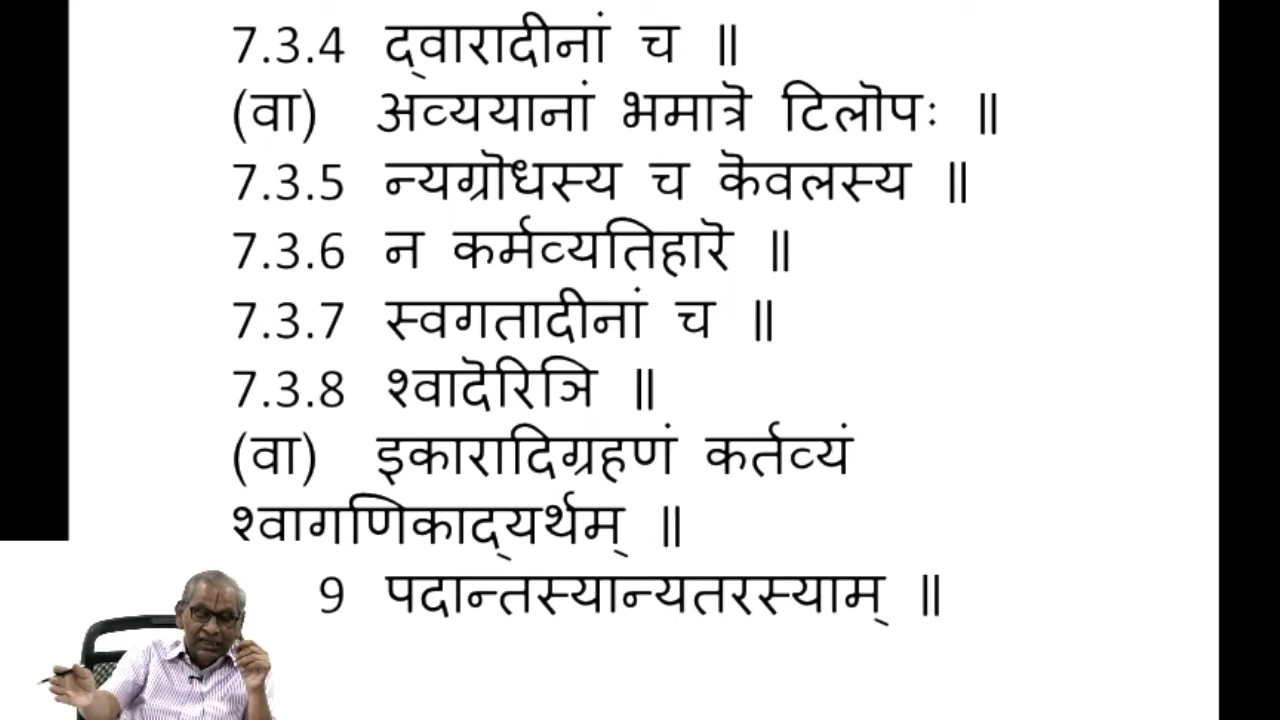 7.3.4 द्‌वारादीनां च ॥
(वा) अव्ययानां भमात्रॆ टिलॊपः ॥
7.3.5 न्यग्रॊधस्य च कॆवलस्य ॥
7.3.6 न कर्मव्यतिहारॆ ॥
7.3.7 स्वगतादीनां च ॥
7.3.8 श्वादॆरिञि ॥
(वा) इकारादिग्रहणं कर्तव्यं
श्वागणिकाद्‌यर्थम् ॥
9 पदान्तस्यान्यतरस्याम् ॥